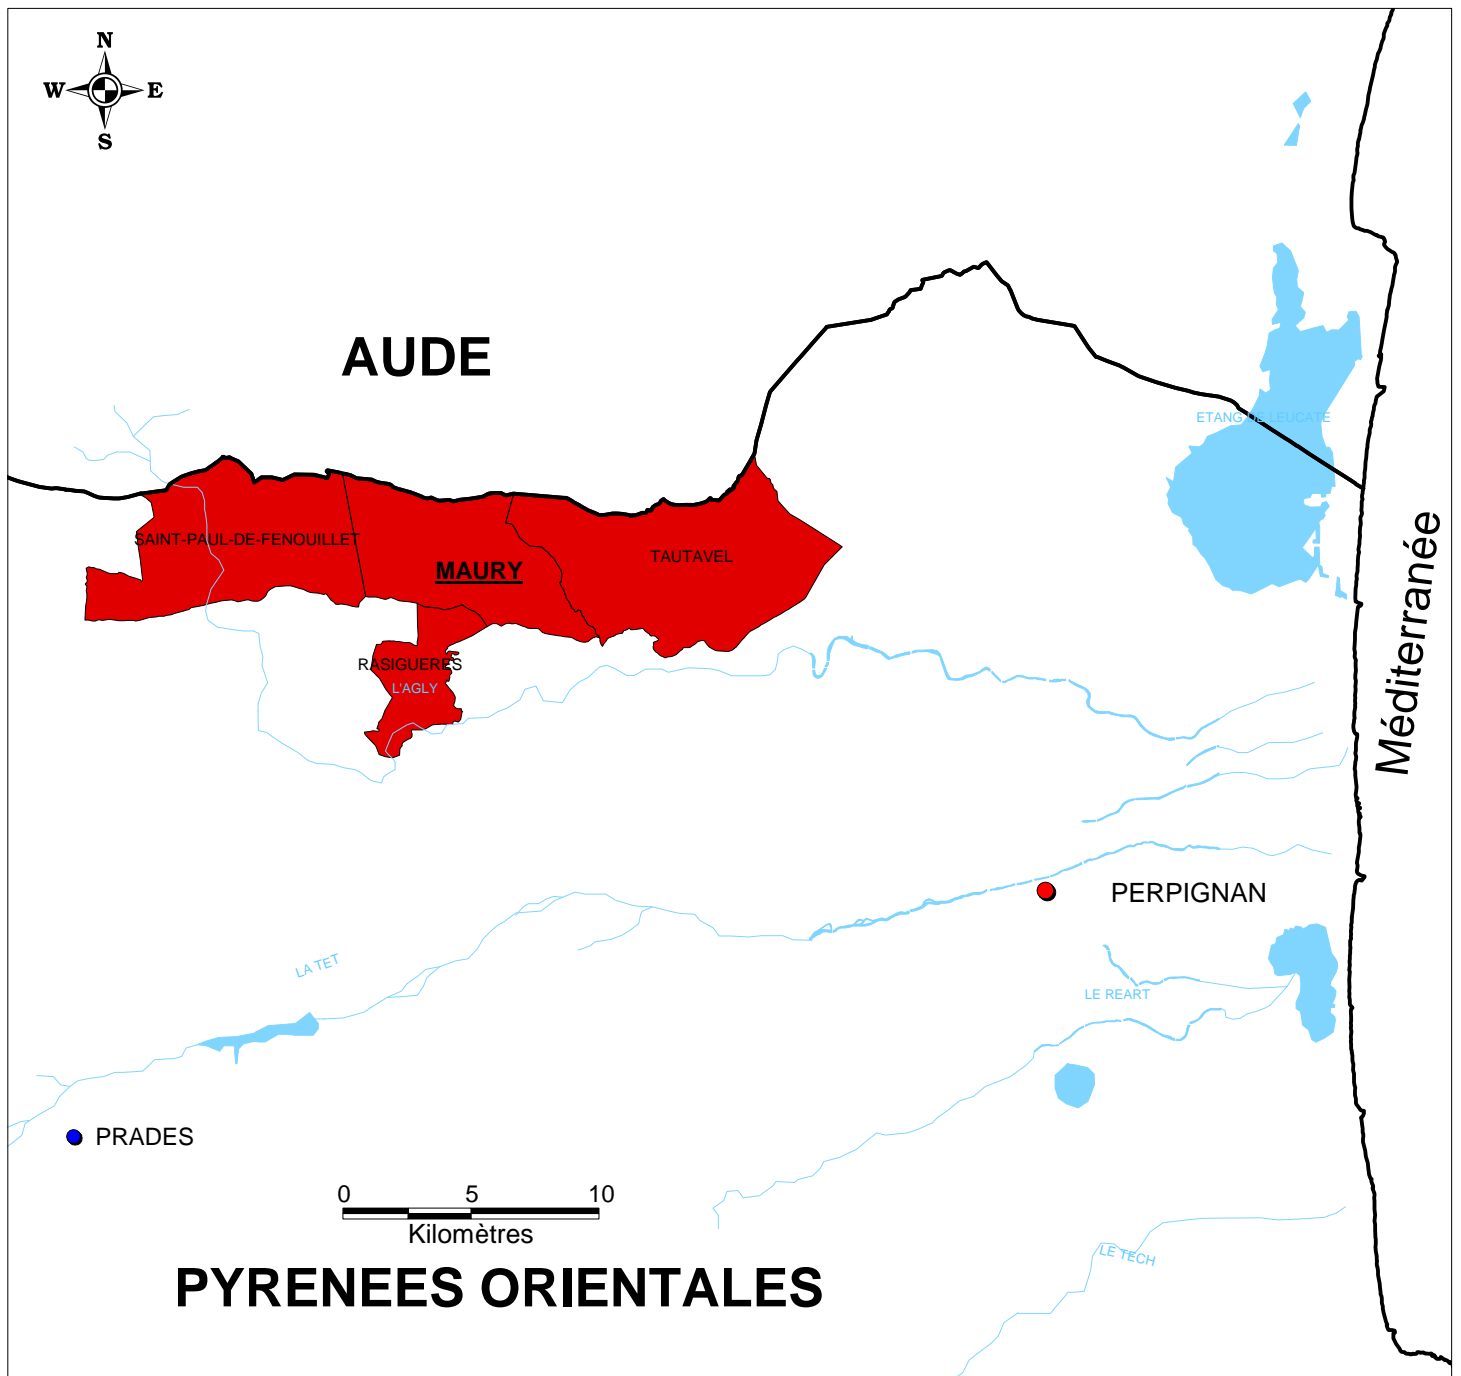 N
W E
S
AUDE
ETANG DE LEUCATE
SAINT-PAUL-DE-FENOUILLET
TAUTAVEL
MAURY
Méditerranée
RASIGUERES
L'AGLY
PERPIGNAN
LA TET
LE REART
PRADES
0 5 10
Kilomètres
LE TECH
PYRENEES ORIENTALES